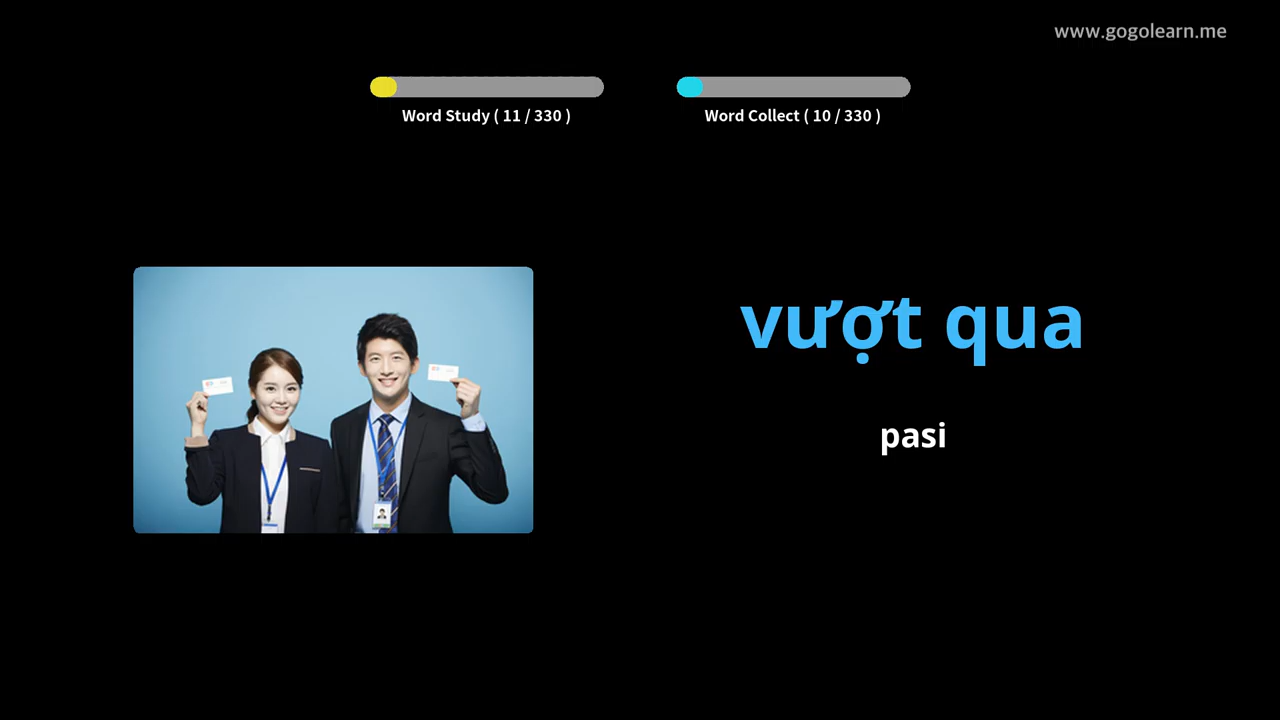 www.gogolearn.me
Word Study ( 11 / 330 )
Word Collect ( 10 / 330 )
vượt qua
pasi